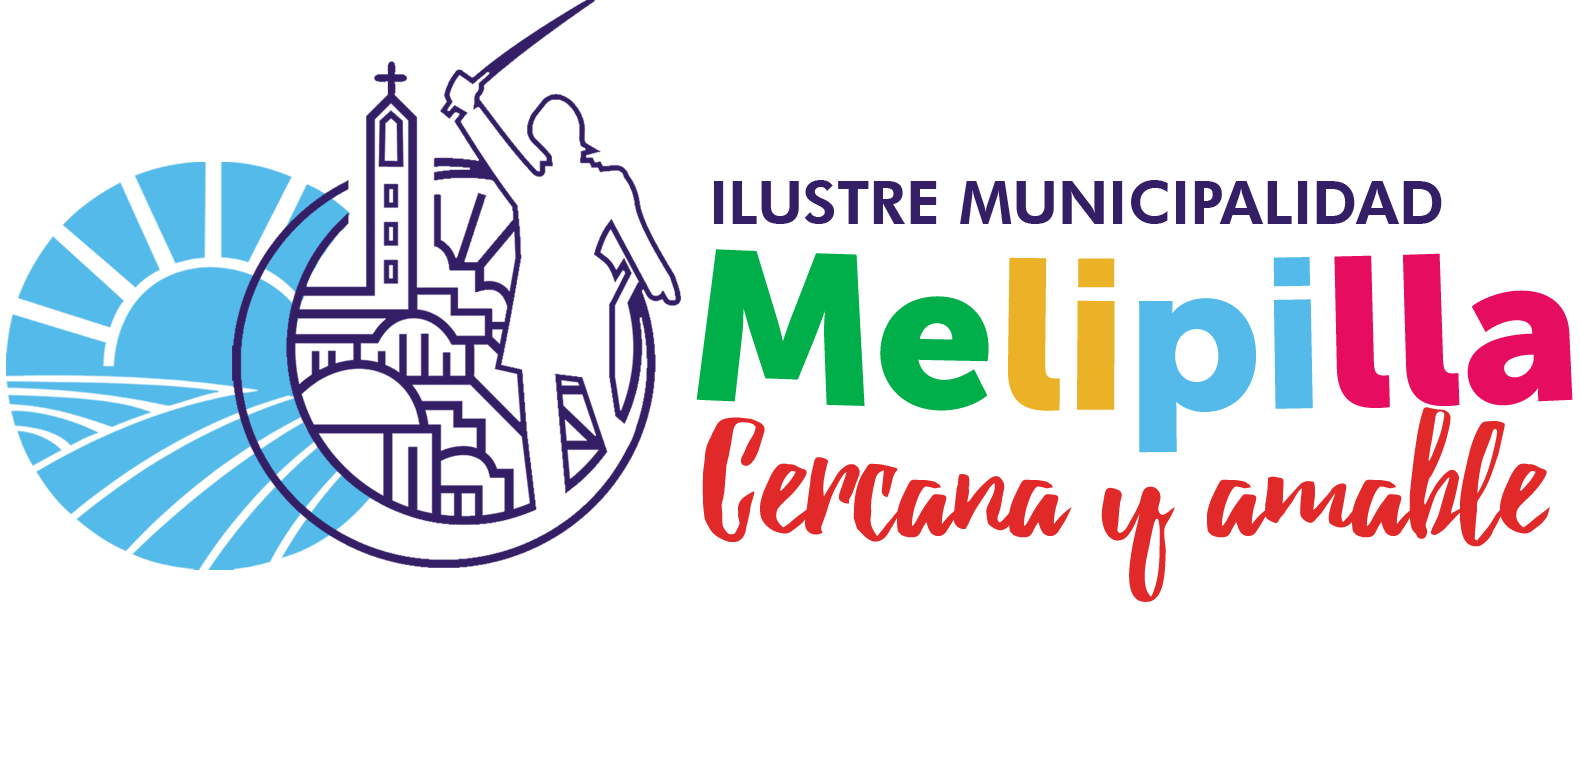 ILUSTRE MUNICIPALIDAD
Melipilla
Cercana y amable